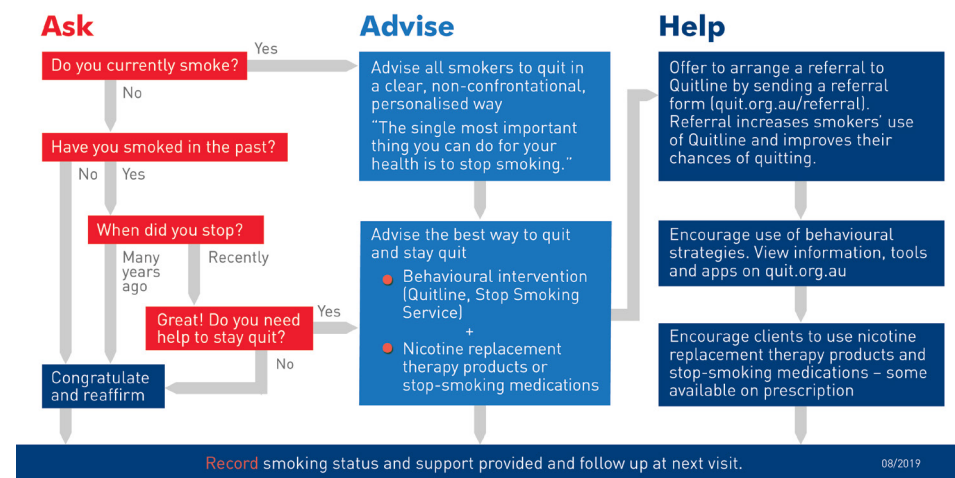 Ask
Do you currently smoke?
Yes
No
Have you smoked in the past?
No
Yes
When did you stop?
Many
years
ago
Recently
Great! Do you need
help to stay quit?
Yes
No
Congratulate
and reaffirm
Advise
Advise all smokers to quit in
a clear, non-confrontational,
personalised way
“The single most important
thing you can do for your
health is to stop smoking.”
Advise the best way to quit
and stay quit
Behavioural intervention
(Quitline, Stop Smoking
Service)
+
Nicotine replacement
therapy products or
stop-smoking medications
Help
Offer to arrange a referral to
Quitline by sending a referral
form (quit.org.au/referral).
Referral increases smokers’ use
of Quitline and improves their
chances of quitting.
Encourage use of behavioural
strategies. View information, tools
and apps on quit.org.au
Encourage clients to use nicotine
replacement therapy products and
stop-smoking medications – some
available on prescription
Record smoking status and support provided and follow up at next visit.
08/2019